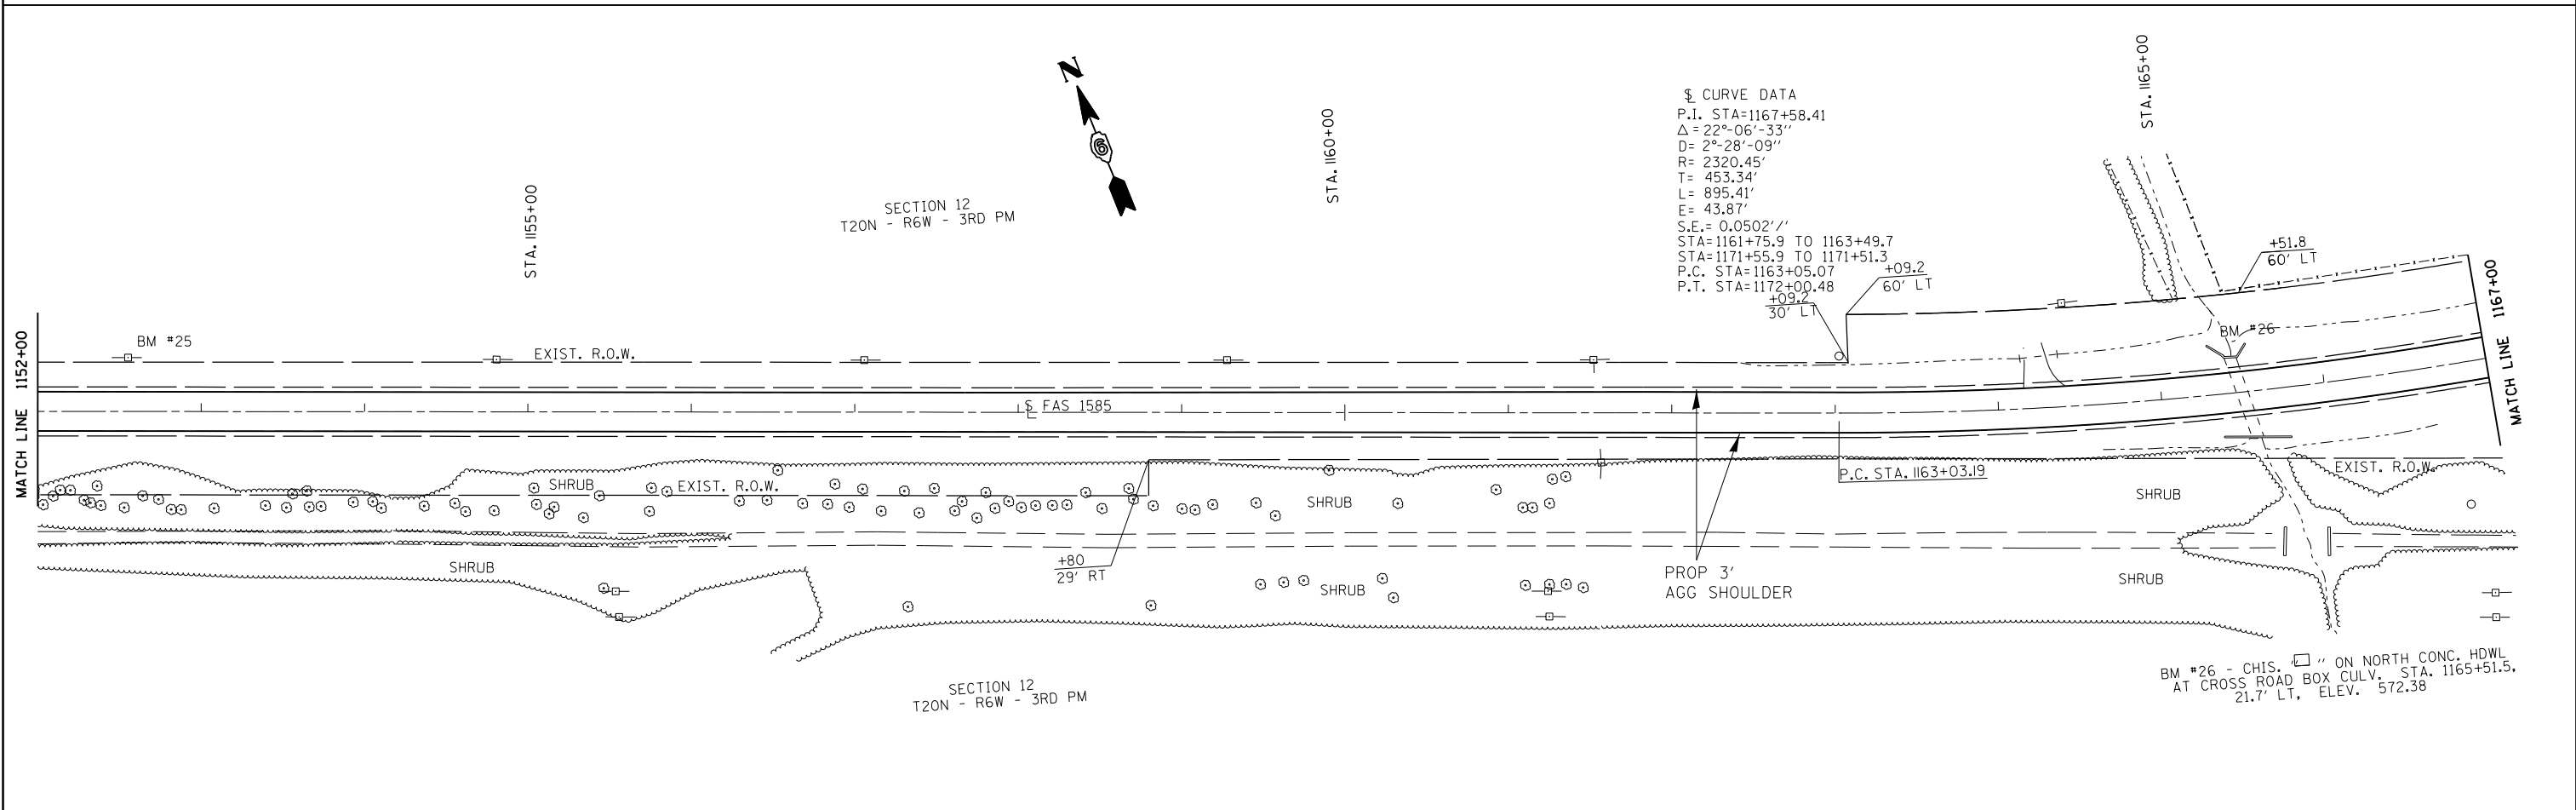 N
6
STA. 1155+00
SECTION 12
T20N - R6W - 3RD PM
STA. 1160+00
℄ CURVE DATA
P.I. STA=1167+58.41
Δ = 22°-06'-33''
D= 2°-28'-09''
R= 2320.45'
T= 453.34'
L= 895.41'
E= 43.87'
S.E.= 0.0502'/'
STA=1161+75.9 TO 1163+49.7
STA=1171+55.9 TO 1171+51.3
P.C. STA=1163+05.07
P.T. STA=1172+00.48
+09.2
60' LT
+09.2
30' LT
STA. 1165+00
+51.8
60' LT
MATCH LINE 1152+00
MATCH LINE 1167+00
BM #25
EXIST. R.O.W.
BM #26
℄ FAS 1585
P.C. STA. 1163+03.19
EXIST. R.O.W.
SHRUB
EXIST. R.O.W.
SHRUB
SHRUB
+80
29' RT
SHRUB
SHRUB
PROP 3'
AGG SHOULDER
SHRUB
SECTION 12
T20N - R6W - 3RD PM
BM #26 - CHIS. "□" ON NORTH CONC. HDWL
AT CROSS ROAD BOX CULV. STA. 1165+51.5,
21.7' LT, ELEV. 572.38